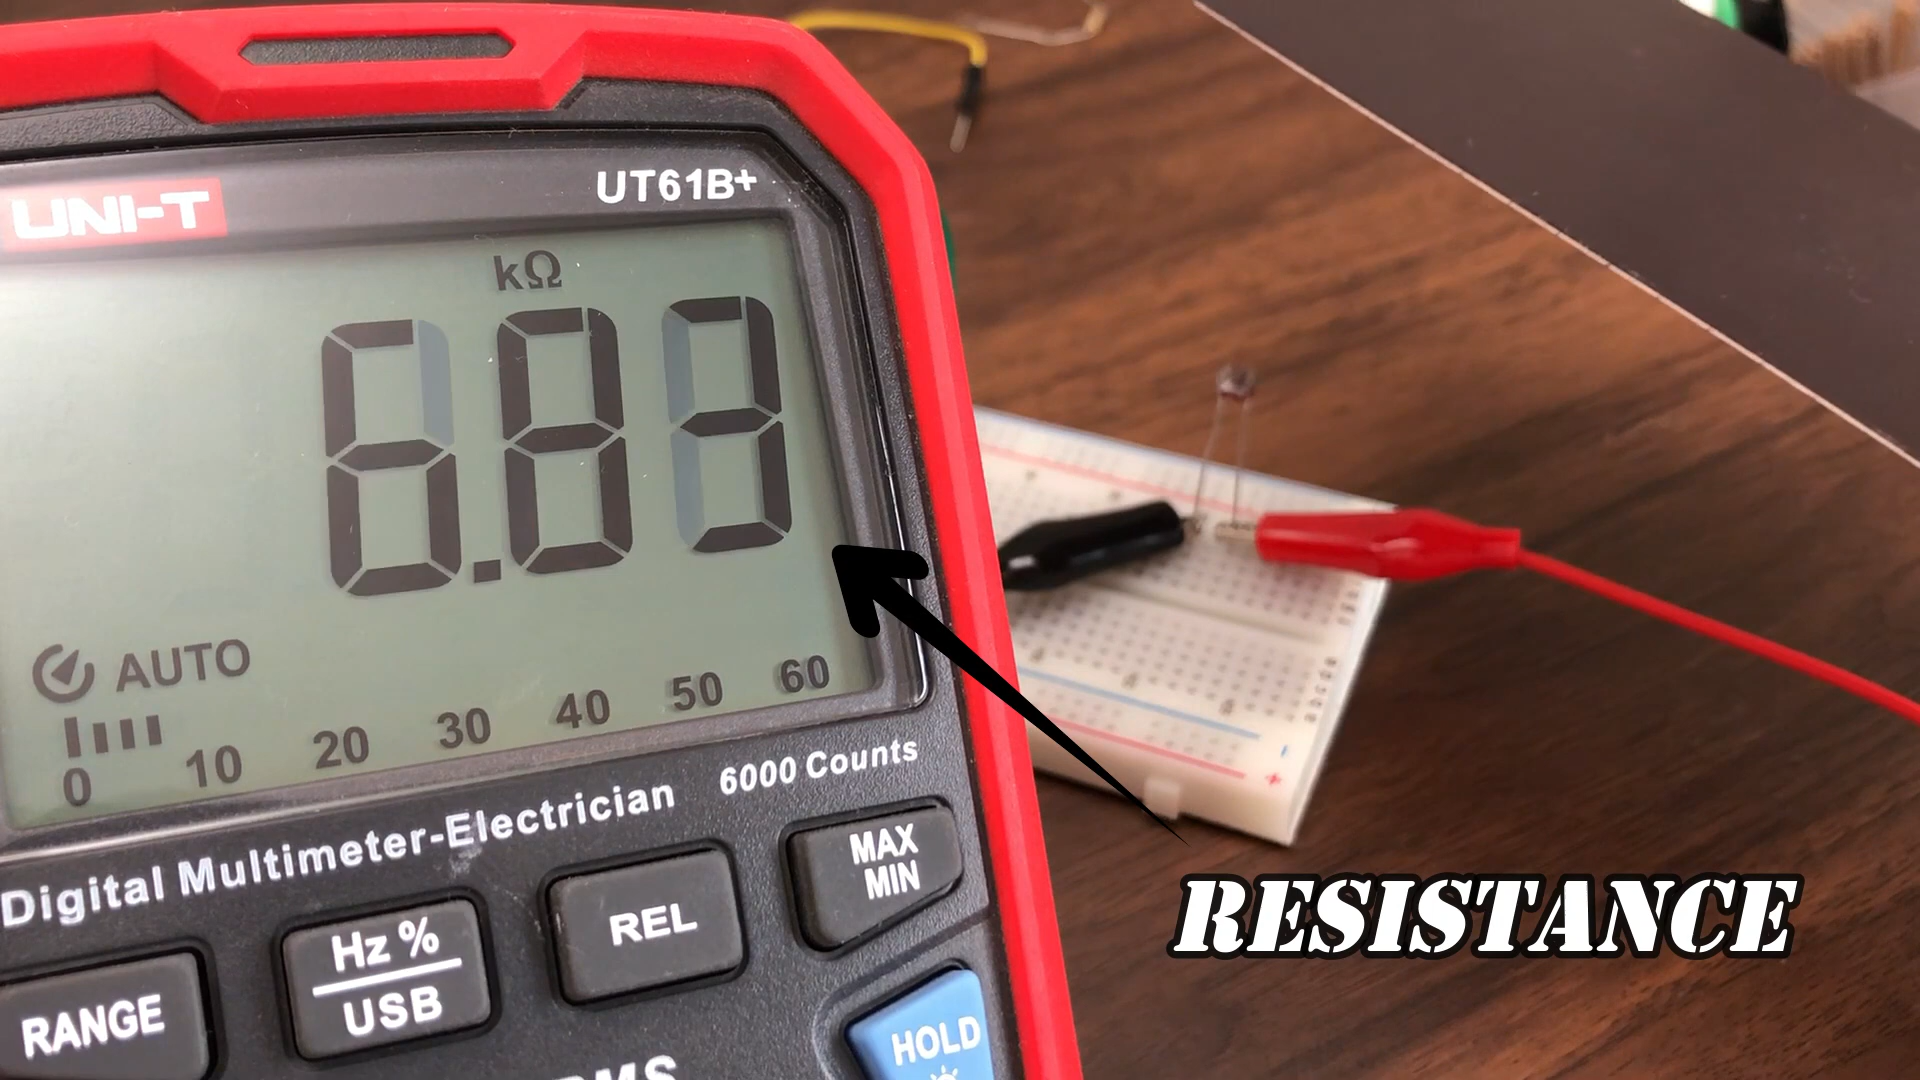 UNI-T
UT61B+
kΩ
6.83
AUTO
0 10 20 30 40 50 60
Digital Multimeter-Electrician
6000 Counts
RANGE
Hz %
USB
REL
MAX
MIN
HOLD
RESISTANCE